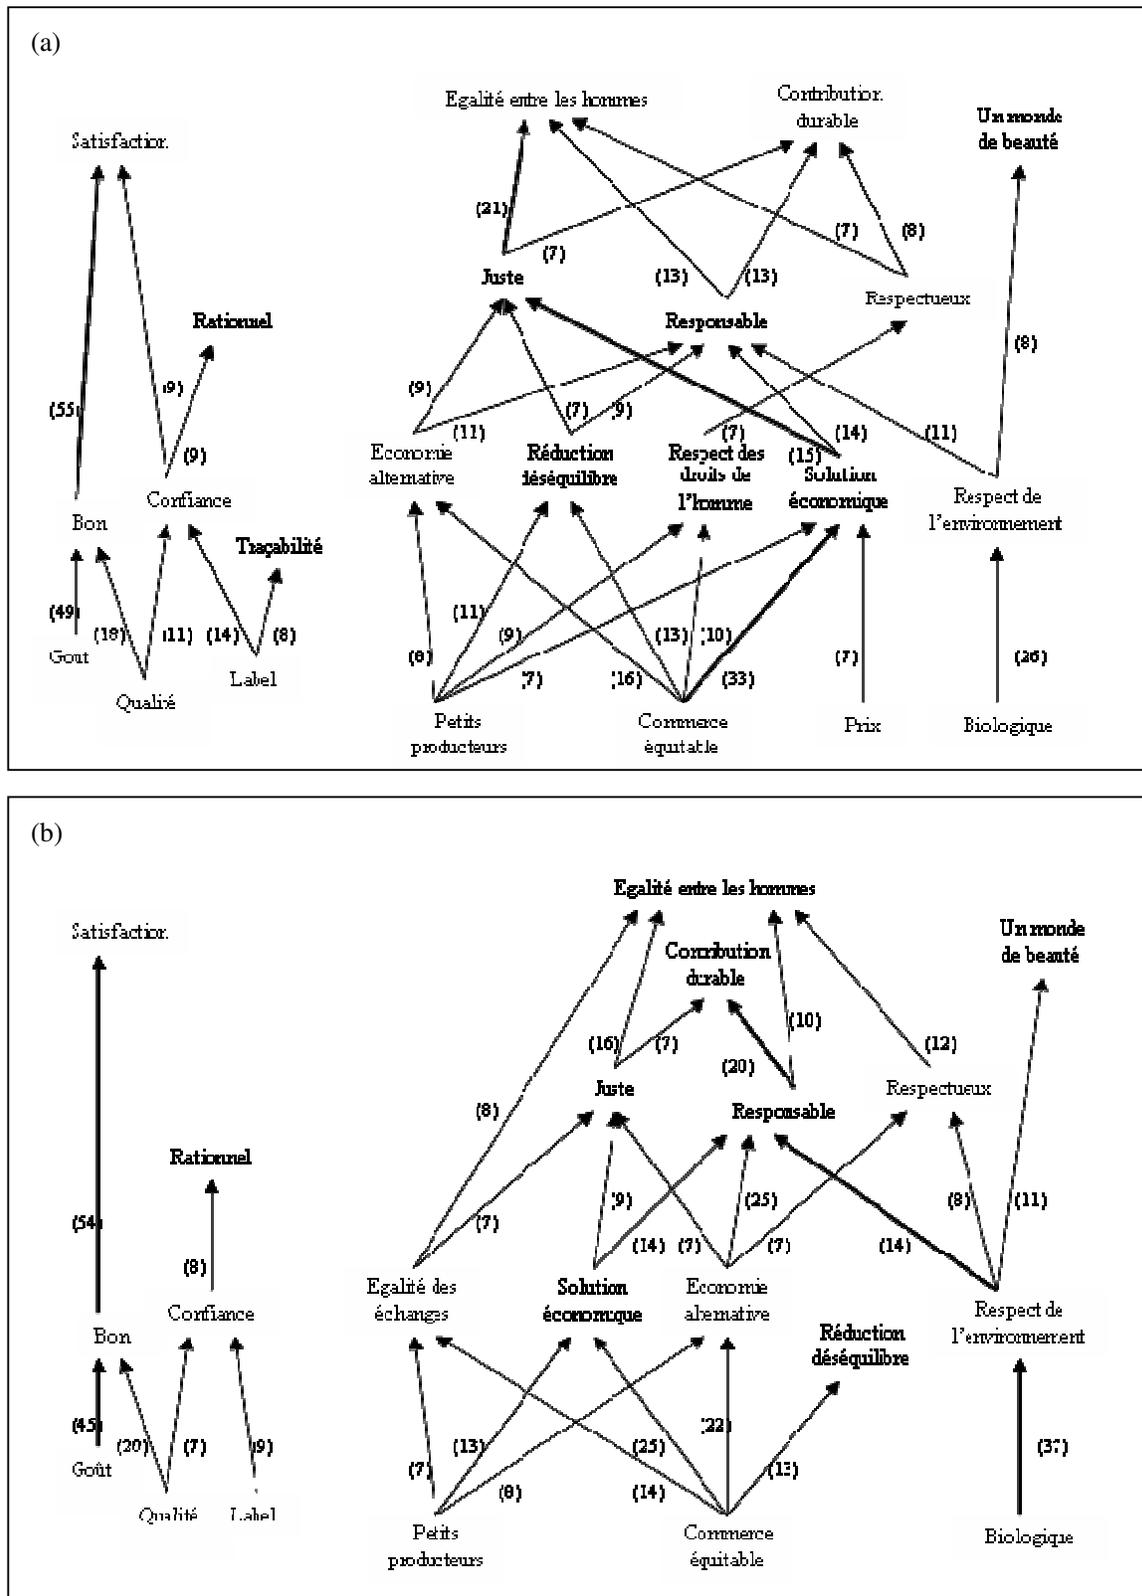 (a)
Egalité entre les hommes
Contribution
durable
Un monde
de beauté
Satisfaction
(21)
(7)
(7)
(8)
Juste
(13)
(13)
Respectueux
Rationnel
Responsable
(8)
(55)
(9)
(9)
(11)
(7)
(9)
(7)
(15)
(14)
(11)
(9)
Confiance
Economie
alternative
Réduction
déséquilibre
Respect des
droits de
l'homme
Solution
économique
Respect de
l'environnement
Bon
Traçabilité
(49)
(18)
(11)
(14)
(8)
Gout
Qualité
Label
(8)
(11)
(9)
(7)
(16)
(13)
(10)
(33)
(7)
(26)
Petits
producteurs
Commerce
équitable
Prix
Biologique
(b)
Egalité entre les hommes
Satisfaction
Contribution
durable
Un monde
de beauté
(16)
(7)
(20)
(10)
(12)
Juste
Responsable
Respectueux
(8)
Rationnel
(54)
(7)
(9)
(25)
(8)
(11)
(8)
(14)
(7)
(7)
(14)
Confiance
Bon
Egalité des
échanges
Solution
économique
Economie
alternative
Réduction
déséquilibre
Respect de
l'environnement
(45)
(20)
(7)
(9)
Goût
Qualité
Label
(7)
(13)
(8)
(14)
(25)
(22)
(13)
(37)
Petits
producteurs
Commerce
équitable
Biologique